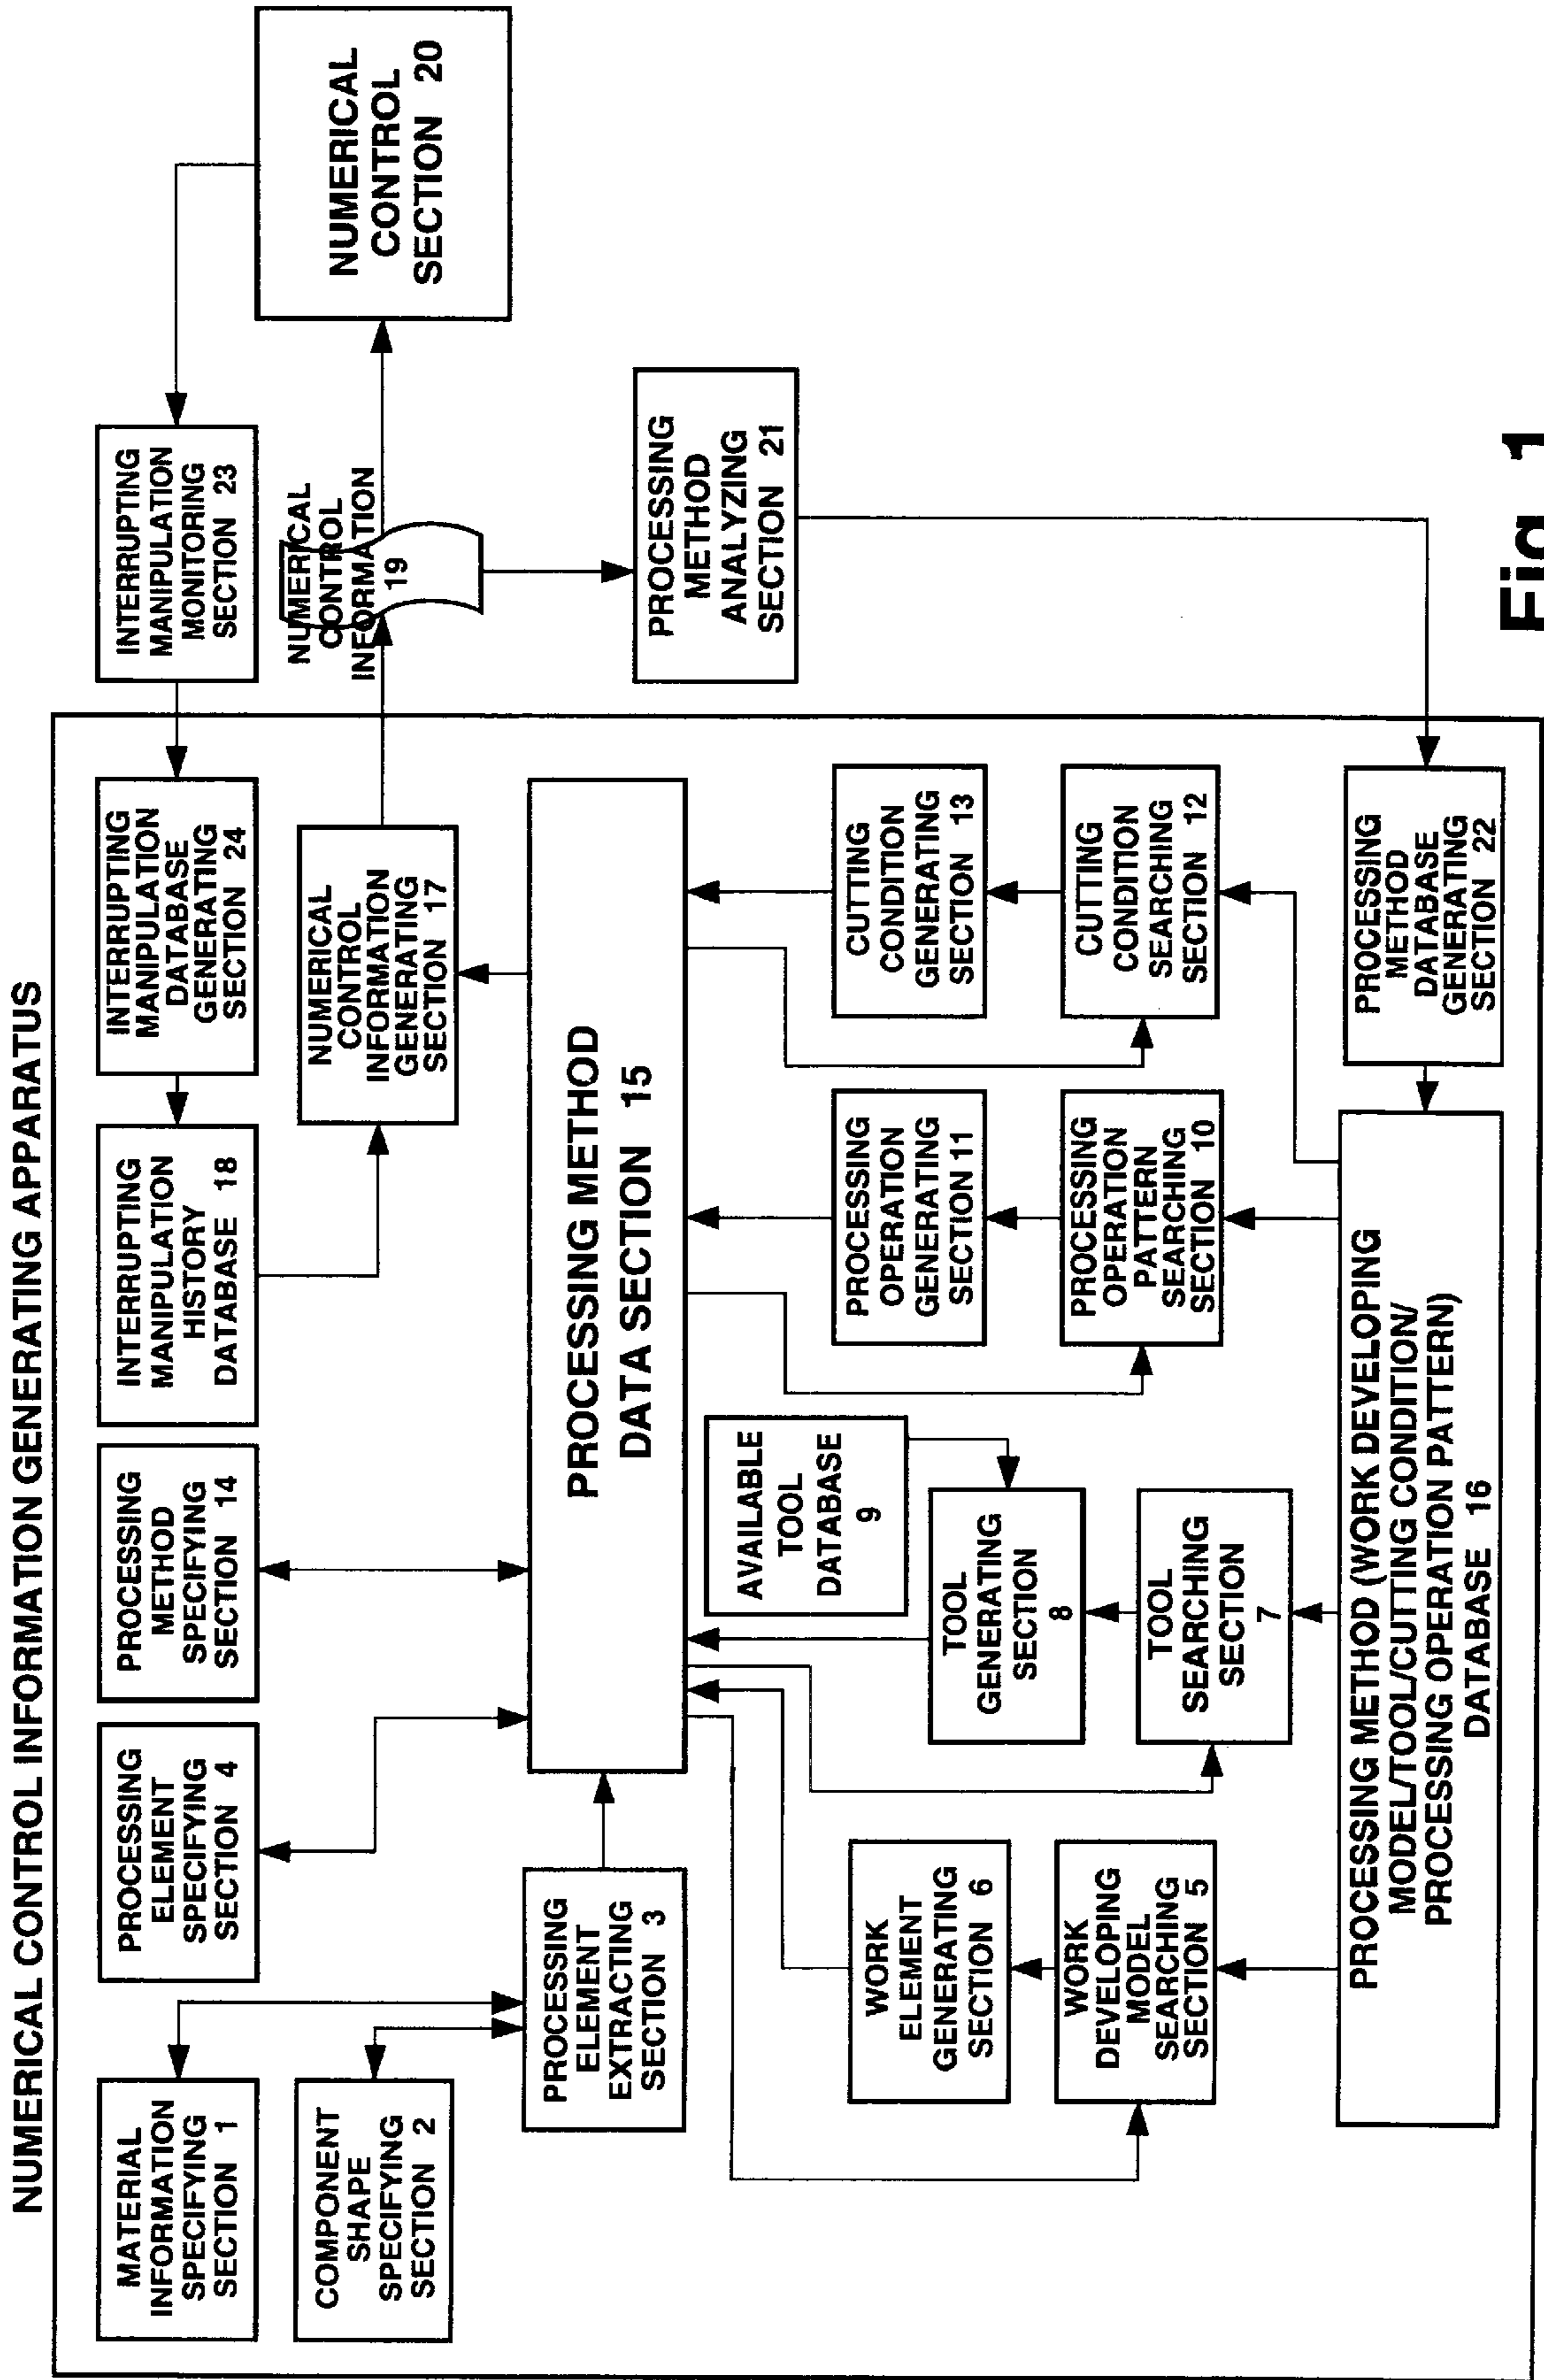 NUMERICAL CONTROL INFORMATION GENERATING APPARATUS
MATERIAL
INFORMATION
SPECIFYING
SECTION 1
COMPONENT
SHAPE
SPECIFYING
SECTION 2
PROCESSING
ELEMENT
SPECIFYING
SECTION 4
PROCESSING
METHOD
SPECIFYING
SECTION 14
INTERRUPTING
MANIPULATION
HISTORY
DATABASE 18
INTERRUPTING
MANIPULATION
DATABASE
GENERATING
SECTION 24
INTERRUPTING
MANIPULATION
MONITORING
SECTION 23
NUMERICAL
CONTROL
INFORMATION
GENERATING
SECTION 17
NUMERICAL
CONTROL
INFORMATION
19
NUMERICAL
CONTROL
SECTION 20
PROCESSING
ELEMENT
EXTRACTING
SECTION 3
PROCESSING METHOD
DATA SECTION 15
PROCESSING
METHOD
ANALYZING
SECTION 21
WORK
ELEMENT
GENERATING
SECTION 6
WORK
DEVELOPING
MODEL
SEARCHING
SECTION 5
AVAILABLE
TOOL
DATABASE
9
TOOL
GENERATING
SECTION
8
TOOL
SEARCHING
SECTION
7
PROCESSING
OPERATION
GENERATING
SECTION 11
PROCESSING
OPERATION
PATTERN
SEARCHING
SECTION 10
CUTTING
CONDITION
GENERATING
SECTION 13
CUTTING
CONDITION
SEARCHING
SECTION 12
PROCESSING METHOD (WORK DEVELOPING
MODEL/TOOL/CUTTING CONDITION/
PROCESSING OPERATION PATTERN)
DATABASE 16
PROCESSING
METHOD
DATABASE
GENERATING
SECTION 22
Fig. 1